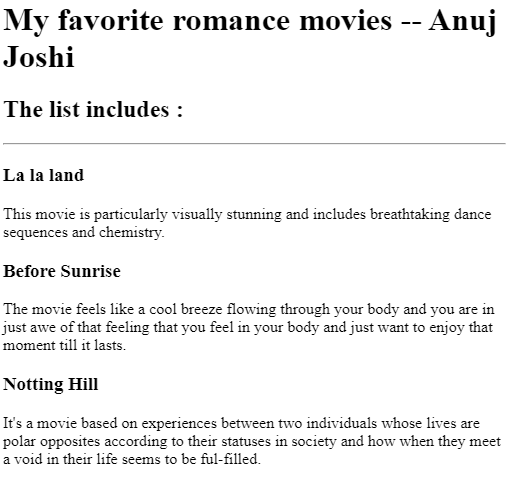 My favorite romance movies -- Anuj
Joshi
The list includes :
La la land
This movie is particularly visually stunning and includes breathtaking dance
sequences and chemistry.
Before Sunrise
The movie feels like a cool breeze flowing through your body and you are in
just awe of that feeling that you feel in your body and just want to enjoy that
moment till it lasts.
Notting Hill
It's a movie based on experiences between two individuals whose lives are
polar opposites according to their statuses in society and how when they meet
a void in their life seems to be ful-filled.